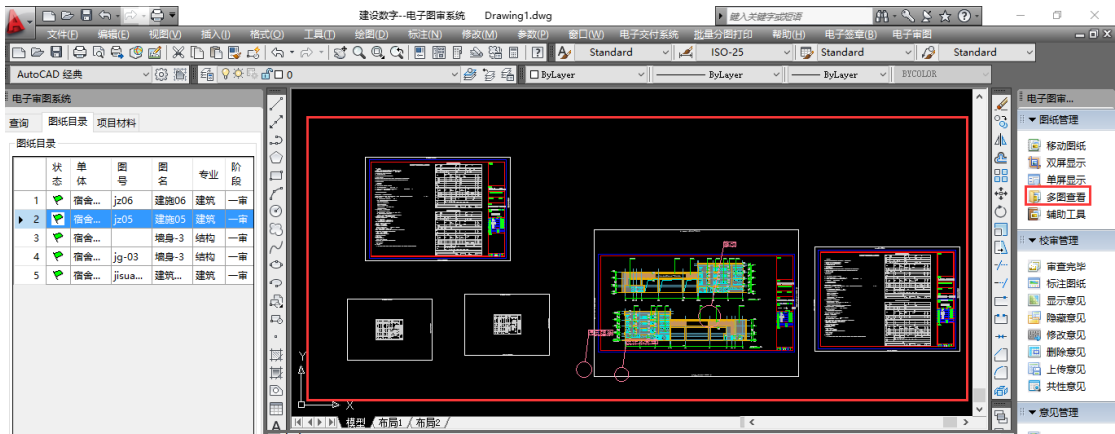 建设数字--电子图审系统 Drawing1.dwg
键入关键字或短语
文件(F) 编辑(E) 视图(V) 插入(I) 格式(O) 工具(T) 绘图(D) 标注(N) 修改(M) 参数(P) 窗口(W) 电子交付系统 批量分图打印 帮助(H) 电子签章(B) 电子审图
Standard ISO-25 Standard Standard
AutoCAD 经典 0 ByLayer ByLayer ByLayer BYCOLOR
电子审图系统
查询 图纸目录 项目材料
图纸目录
状态 单体 图号 图名 专业 阶段
1 宿舍... jz06 建施06 建筑 一审
2 宿舍... jz05 建施05 建筑 一审
3 宿舍... 墙身-3 结构 一审
4 宿舍... jg-03 墙身-3 结构 一审
5 宿舍... jisua... 建筑... 建筑 一审
Y
X
模型 布局1 布局2
A
电子图审...
图纸管理
移动图纸
双屏显示
单屏显示
多图查看
辅助工具
校审管理
审查完毕
标注图纸
显示意见
隐藏意见
修改意见
删除意见
上传意见
共性意见
意见管理